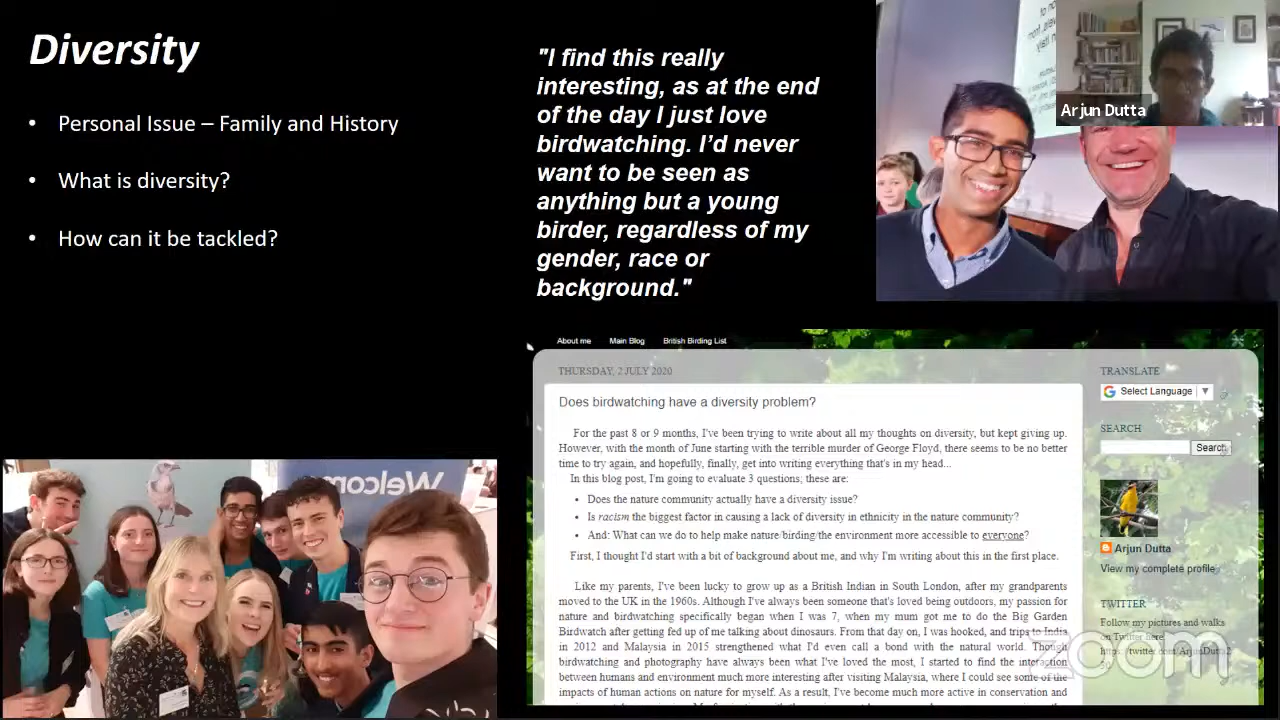 Diversity
• Personal Issue – Family and History
• What is diversity?
• How can it be tackled?
"I find this really
interesting, as at the end
of the day I just love
birdwatching. I'd never
want to be seen as
anything but a young
birder, regardless of my
gender, race or
background."
Arjun Dutta
About me Main Blog British Birding List
THURSDAY, 2 JULY 2020
Does birdwatching have a diversity problem?
For the past 8 or 9 months, I've been trying to write about all my thoughts on diversity, but kept giving up.
However, with the month of June starting with the terrible murder of George Floyd, there seems to be no better
time to try again, and hopefully, finally, get into writing everything that's in my head...
In this blog post, I'm going to evaluate 3 questions; these are:
• Does the nature community actually have a diversity issue?
• Is racism the biggest factor in causing a lack of diversity in ethnicity in the nature community?
• And: What can we do to help make nature/birding/the environment more accessible to everyone?
First, I thought I'd start with a bit of background about me, and why I'm writing about this in the first place.
Like my parents, I've been lucky to grow up as a British Indian in South London, after my grandparents
moved to the UK in the 1960s. Although I've always been someone that's loved being outdoors, my passion for
nature and birdwatching specifically began when I was 7, when my mum got me to do the Big Garden
Birdwatch after getting fed up of me talking about dinosaurs. From that day on, I was hooked, and trips to India
in 2012 and Malaysia in 2015 strengthened what I'd even call a bond with the natural world. Though
birdwatching and photography have always been what I've loved the most, I started to find the interaction
between humans and environment much more interesting after visiting Malaysia, where I could see some of the
impacts of human actions on nature for myself. As a result, I've become much more active in conservation and
TRANSLATE
Select Language ▼
SEARCH
Search
Arjun Dutta
View my complete profile
TWITTER
Follow my pictures and walks
on Twitter here
zoom
Welcom